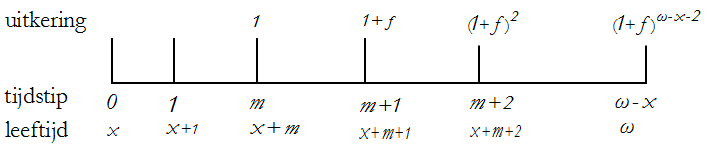 uitkering 1 1+f (1+f)² (1+f)^ω-x-2
tijdstip 0 1 m m+1 m+2 ω-x
leeftijd x x+1 x+m x+m+1 x+m+2 ω